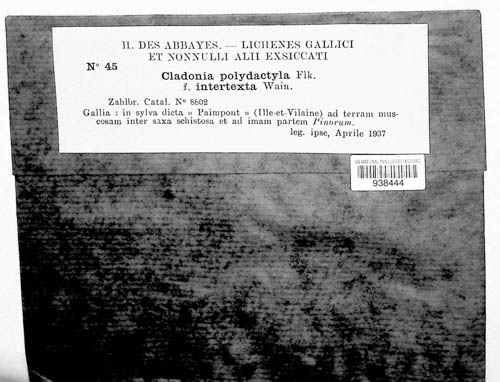 H. DES ABBAYES. — LICHENES GALLICI
ET NONNULLI ALII EXSICCATI
Nº 45
Cladonia polydactyla Flk.
f. intertexta Wain.
Zahlbr. Catal. Nº 8802
Gallia : in sylva dicta « Paimpont » (Ille-et-Vilaine) ad terram mus-
cosam inter saxa schistosa et ad imam partem Pinorum.
leg. ipse, Aprile 1937
938444